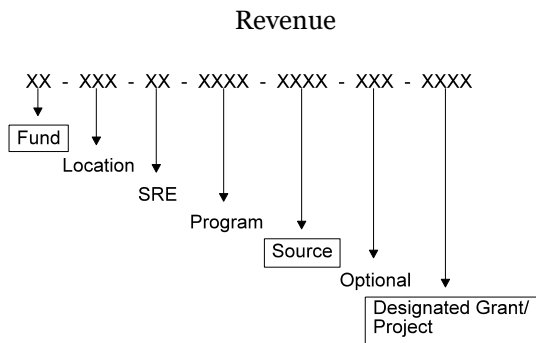 Revenue
XX - XXX - XX - XXXX - XXXX - XXX - XXXX
Fund
Location
SRE
Program
Source
Optional
Designated Grant/
Project